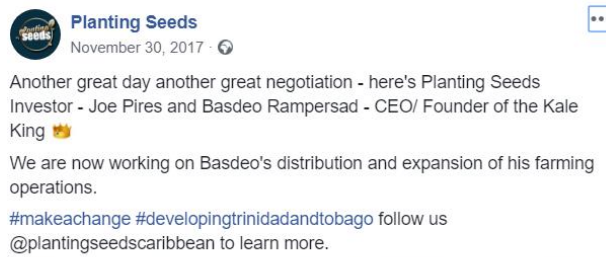 Planting Seeds
Planting Seeds
November 30, 2017 ·
Another great day another great negotiation - here's Planting Seeds
Investor - Joe Pires and Basdeo Rampersad - CEO/ Founder of the Kale
King 👑
We are now working on Basdeo's distribution and expansion of his farming
operations.
#makeachange #developingtrinidadandtobago follow us
@plantingseedscaribbean to learn more.